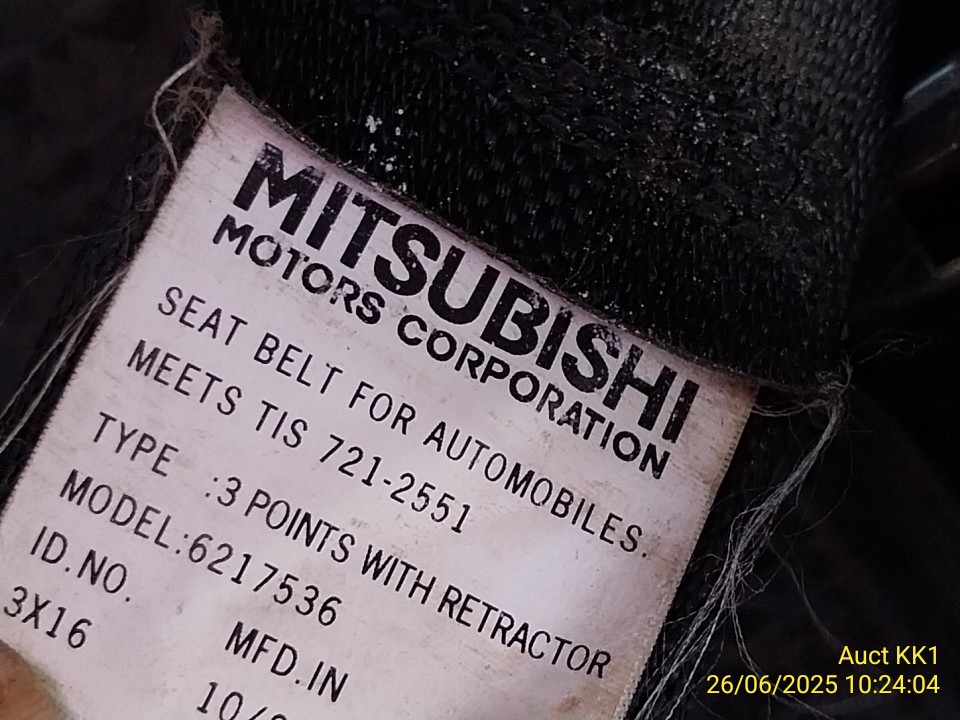 MITSUBISHI
MOTORS CORPORATION
SEAT BELT FOR AUTOMOBILES.
MEETS TIS 721-2551
TYPE :3 POINTS WITH RETRACTOR
MODEL:6217536
ID.NO. MFD.IN
3X16
Auct KK1
26/06/2025 10:24:04